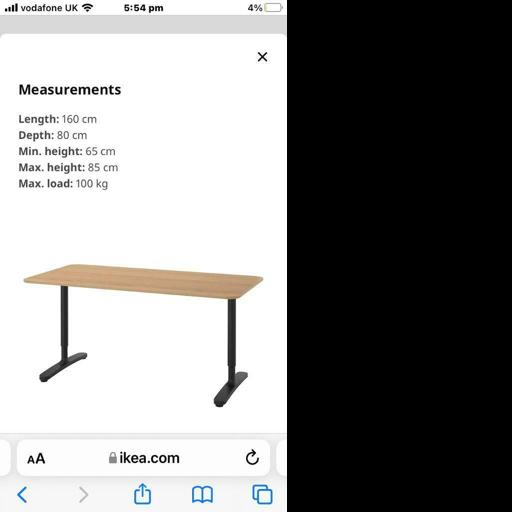 vodafone UK 5:54 pm 4%
Measurements
Length: 160 cm
Depth: 80 cm
Min. height: 65 cm
Max. height: 85 cm
Max. load: 100 kg
AA ikea.com